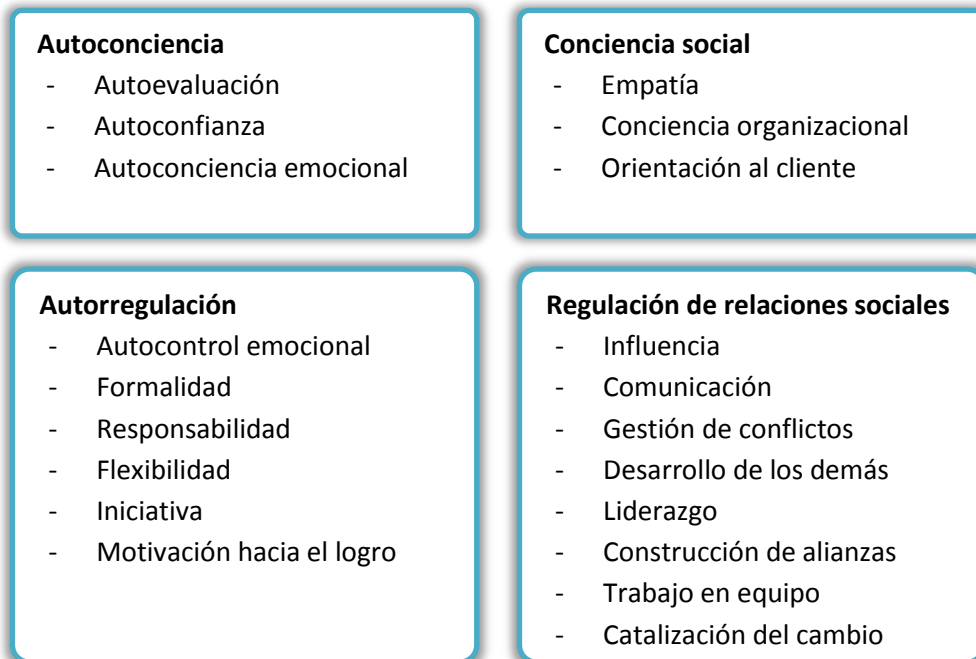 Autoconciencia
- Autoevaluación
- Autoconfianza
- Autoconciencia emocional
Conciencia social
- Empatía
- Conciencia organizacional
- Orientación al cliente
Autorregulación
- Autocontrol emocional
- Formalidad
- Responsabilidad
- Flexibilidad
- Iniciativa
- Motivación hacia el logro
Regulación de relaciones sociales
- Influencia
- Comunicación
- Gestión de conflictos
- Desarrollo de los demás
- Liderazgo
- Construcción de alianzas
- Trabajo en equipo
- Catalización del cambio